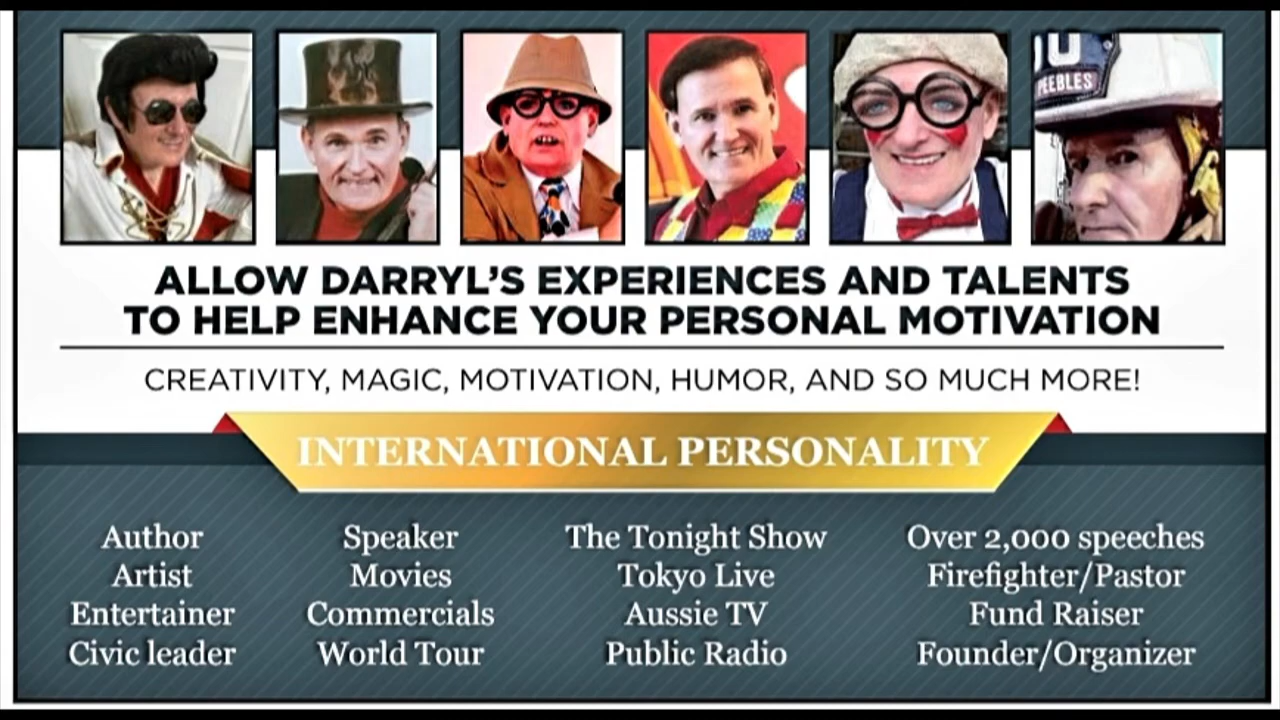 PEEBLES
ALLOW DARRYL'S EXPERIENCES AND TALENTS
TO HELP ENHANCE YOUR PERSONAL MOTIVATION
CREATIVITY, MAGIC, MOTIVATION, HUMOR, AND SO MUCH MORE!
INTERNATIONAL PERSONALITY
Author
Artist
Entertainer
Civic leader
Speaker
Movies
Commercials
World Tour
The Tonight Show
Tokyo Live
Aussie TV
Public Radio
Over 2,000 speeches
Firefighter/Pastor
Fund Raiser
Founder/Organizer